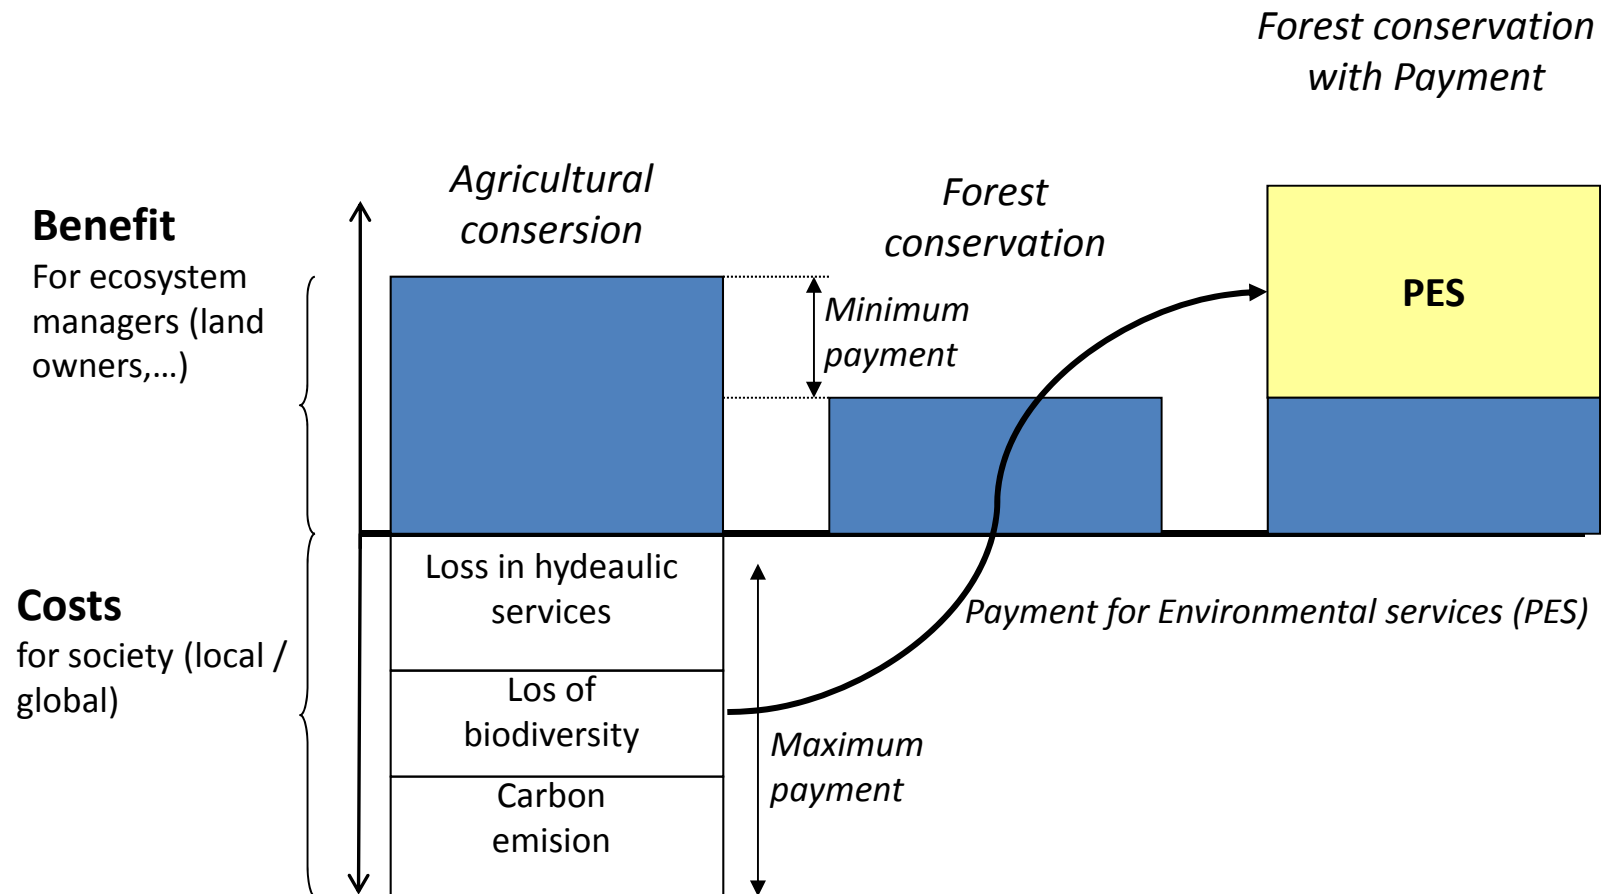 Forest conservation
with Payment
Agricultural
consersion
Forest
conservation
Benefit
For ecosystem
managers (land
owners,...)
Minimum
payment
PES
Loss in hydeaulic
services
Costs
for society (local /
global)
Payment for Environmental services (PES)
Los of
biodiversity
Maximum
payment
Carbon
emision